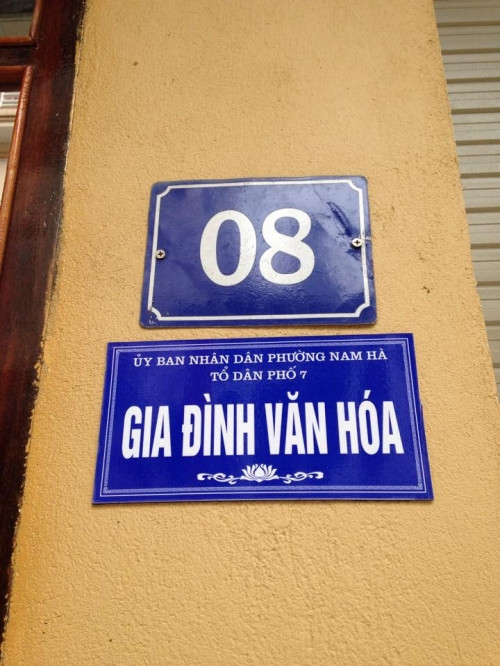 08
ỦY BAN NHÂN DÂN PHƯỜNG NAM HÀ
TỔ DÂN PHỐ 7
GIA ĐÌNH VĂN HÓA